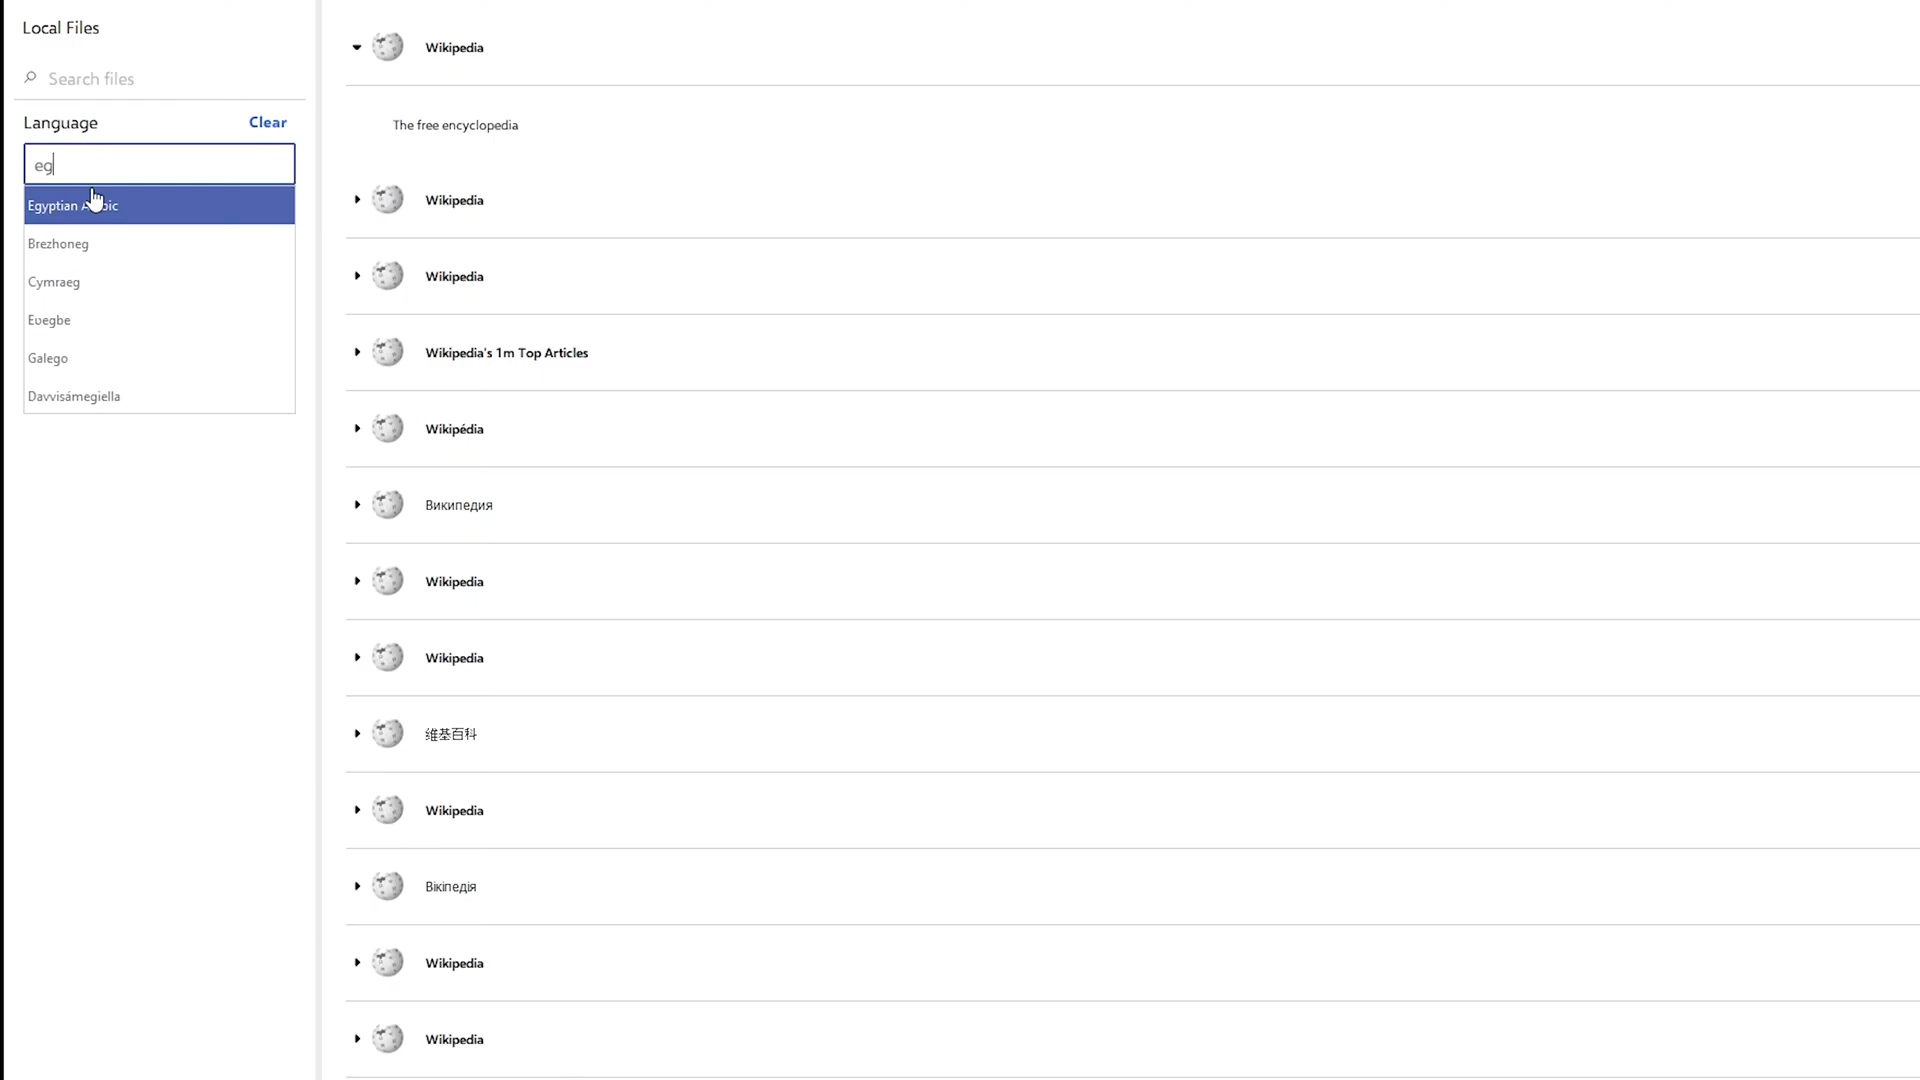 Local Files
Search files
Language
Clear
eg
Egyptian
Brezhoneg
Cymraeg
Eʋegbe
Galego
Davvisámegiella
Wikipedia
The free encyclopedia
Wikipedia
Wikipedia
Wikipedia's 1m Top Articles
Wikipédia
Википедия
Wikipedia
Wikipedia
维基百科
Wikipedia
Вікіпедія
Wikipedia
Wikipedia